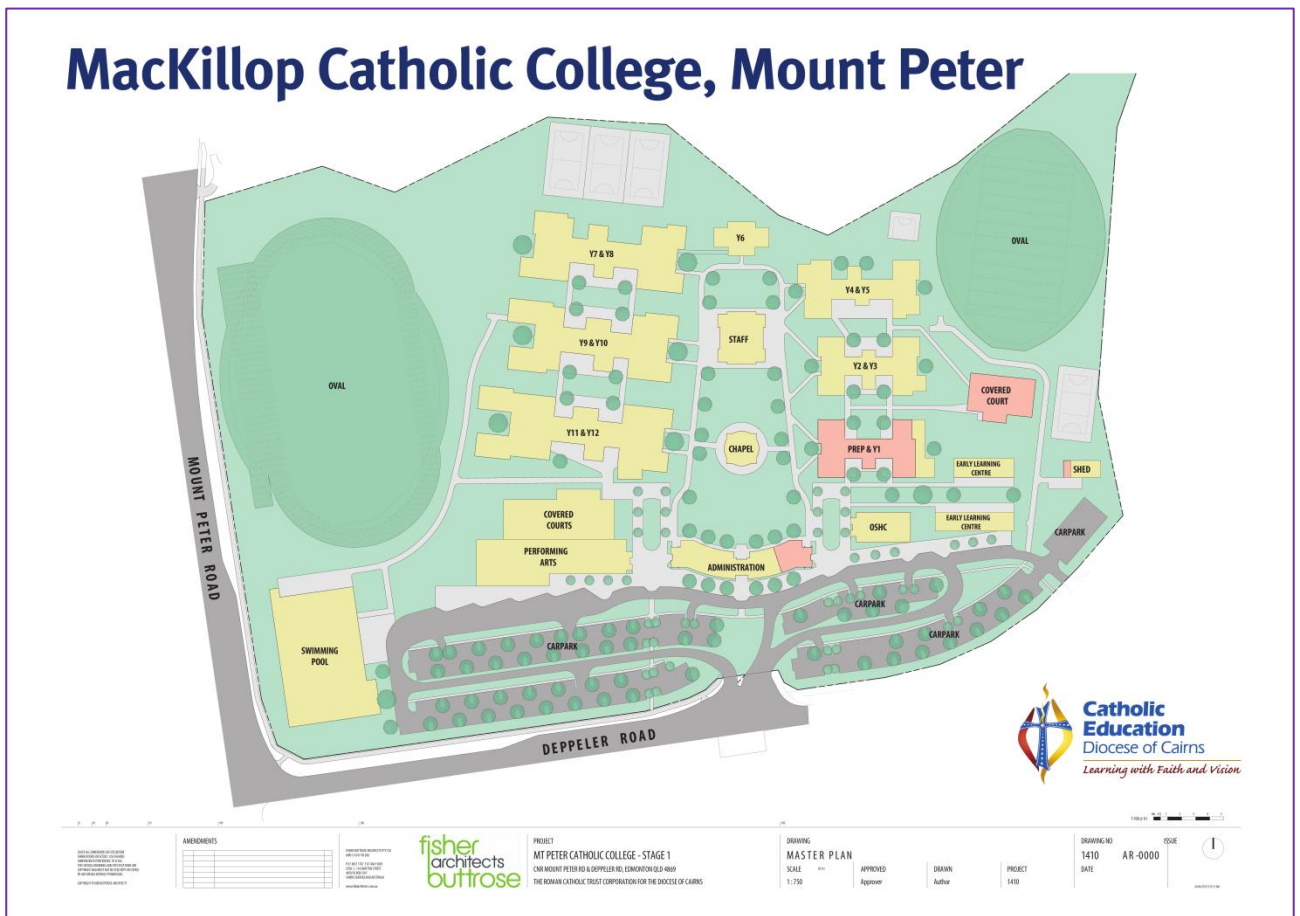 MacKillop Catholic College, Mount Peter
Y6
Y7 & Y8
OVAL
Y4 & Y5
STAFF
Y9 & Y10
Y2 & Y3
OVAL
COVERED
COURT
Y11 & Y12
CHAPEL
PREP & Y1
EARLY LEARNING
CENTRE
SHED
MOUNT PETER ROAD
COVERED
COURTS
OSHC
EARLY LEARNING
CENTRE
CARPARK
PERFORMING
ARTS
ADMINISTRATION
CARPARK
CARPARK
CARPARK
SWIMMING
POOL
DEPPELER ROAD
Catholic
Education
Diocese of Cairns
Learning with Faith and Vision
AMENDMENTS
fisher
architects
buttrose
PROJECT
MT PETER CATHOLIC COLLEGE - STAGE 1
CNR MOUNT PETER RD & DEPPELER RD, EDMONTON QLD 4869
THE ROMAN CATHOLIC TRUST CORPORATION FOR THE DIOCESE OF CAIRNS
DRAWING
MASTER PLAN
SCALE
1 : 750
APPROVED
Approver
DRAWN
Author
PROJECT
1410
DRAWING NO
ISSUE
1410 AR-0000
DATE